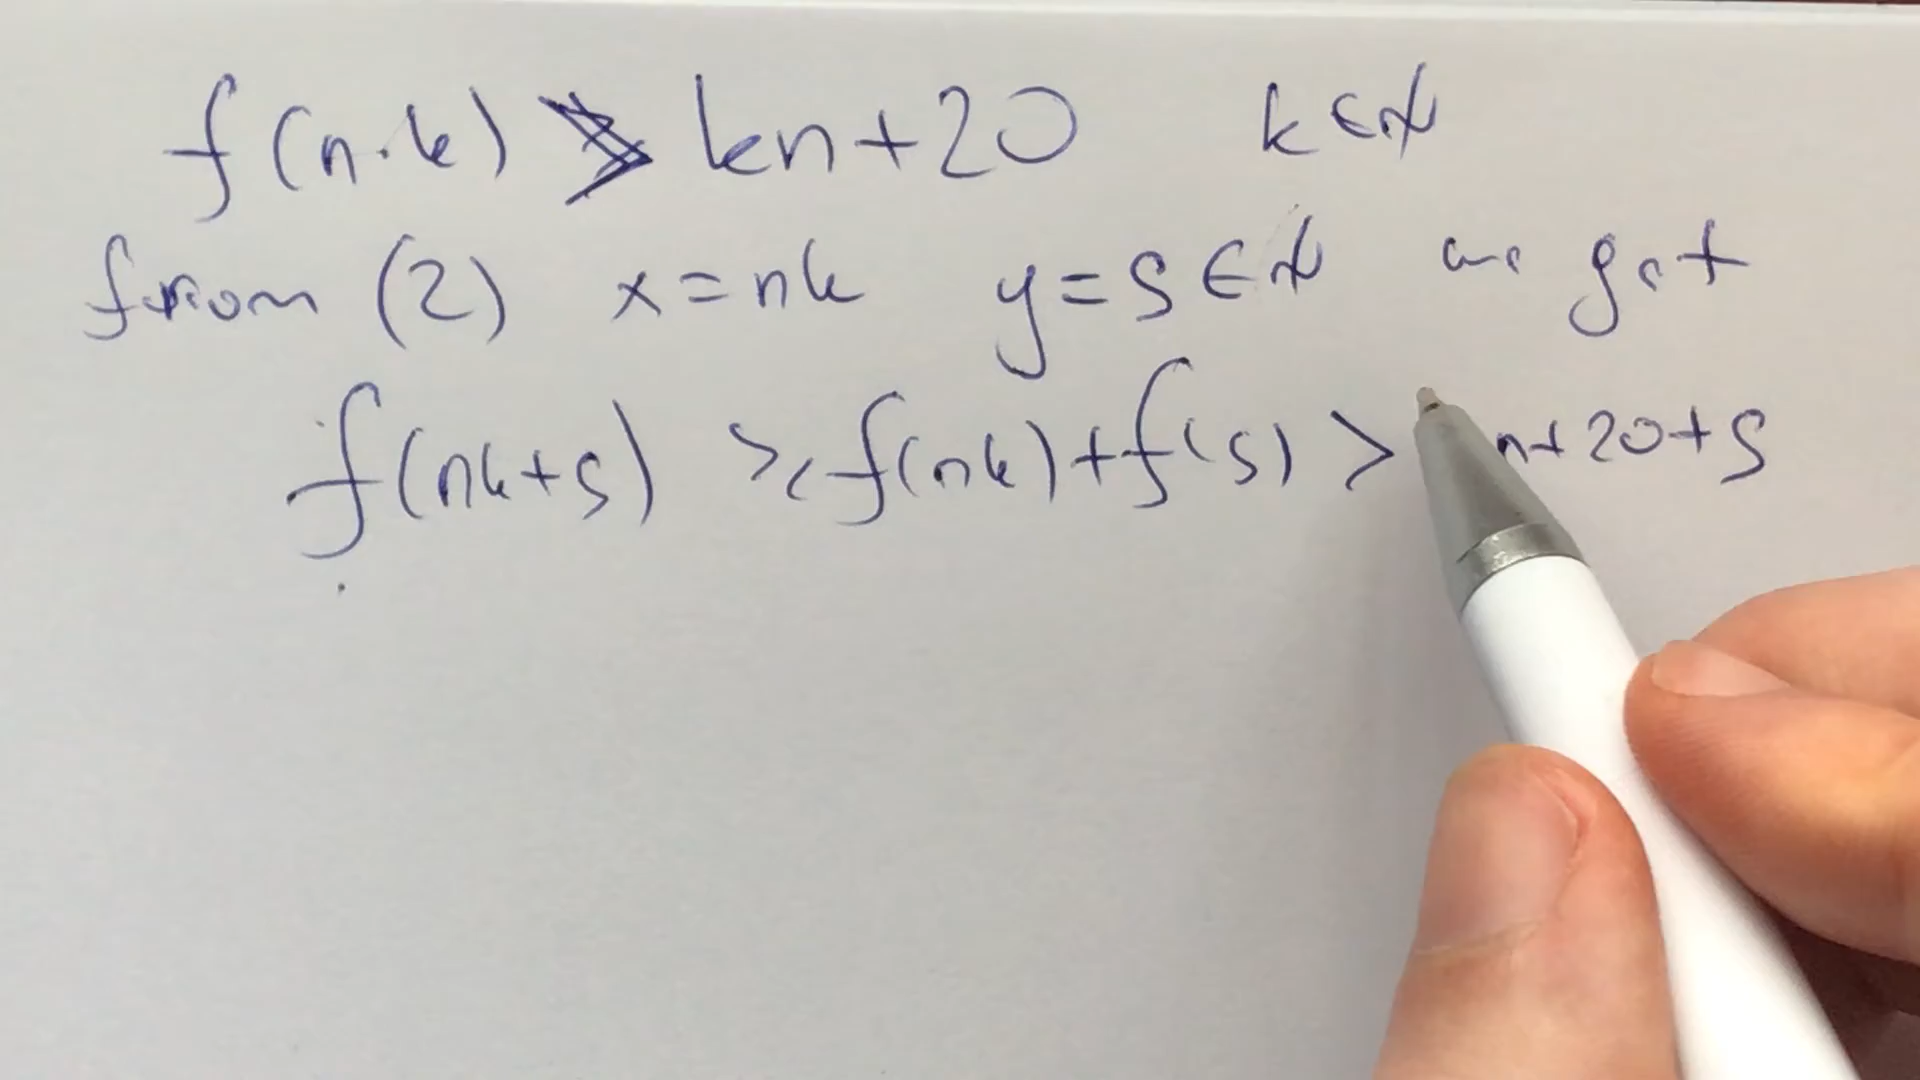 f(n·k) > kn+20 k∈ℕ
from (2) x=nk y=s∈ℕ we get
f(nk+s) ≥ f(nk)+f(s) > n+20+s